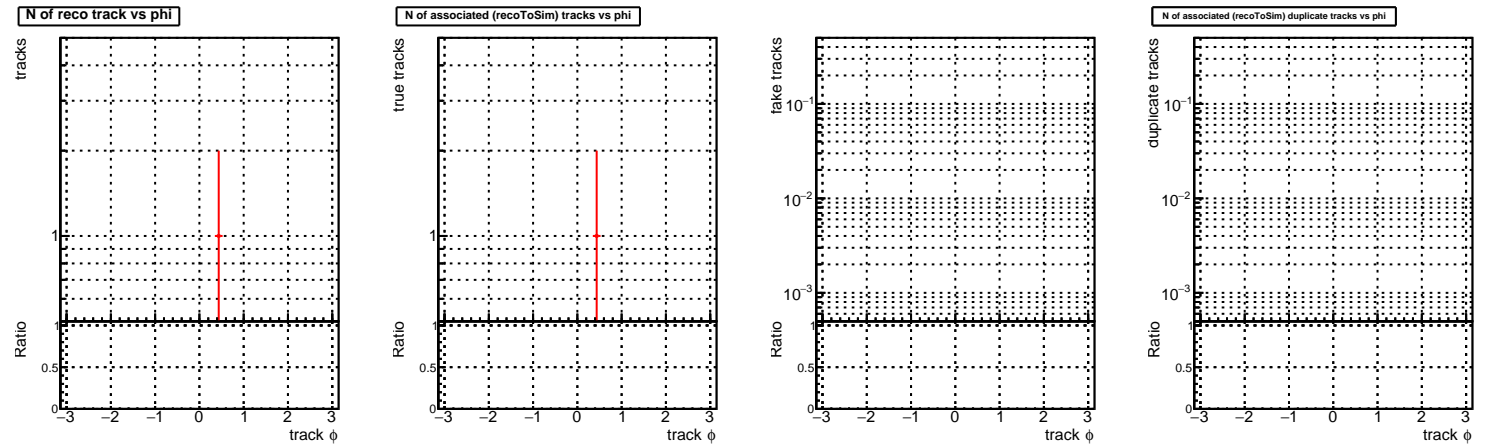 N of reco track vs phi
tracks
1
Ratio
1
0.5
0
−3 −2 −1 0 1 2 3
track ϕ
N of associated (recoToSim) tracks vs phi
true tracks
1
Ratio
1
0.5
0
−3 −2 −1 0 1 2 3
track ϕ
fake tracks
10−1
10−2
10−3
Ratio
1
0.5
0
−3 −2 −1 0 1 2 3
track ϕ
N of associated (recoToSim) duplicate tracks vs phi
duplicate tracks
10−1
10−2
10−3
Ratio
1
0.5
0
−3 −2 −1 0 1 2 3
track ϕ